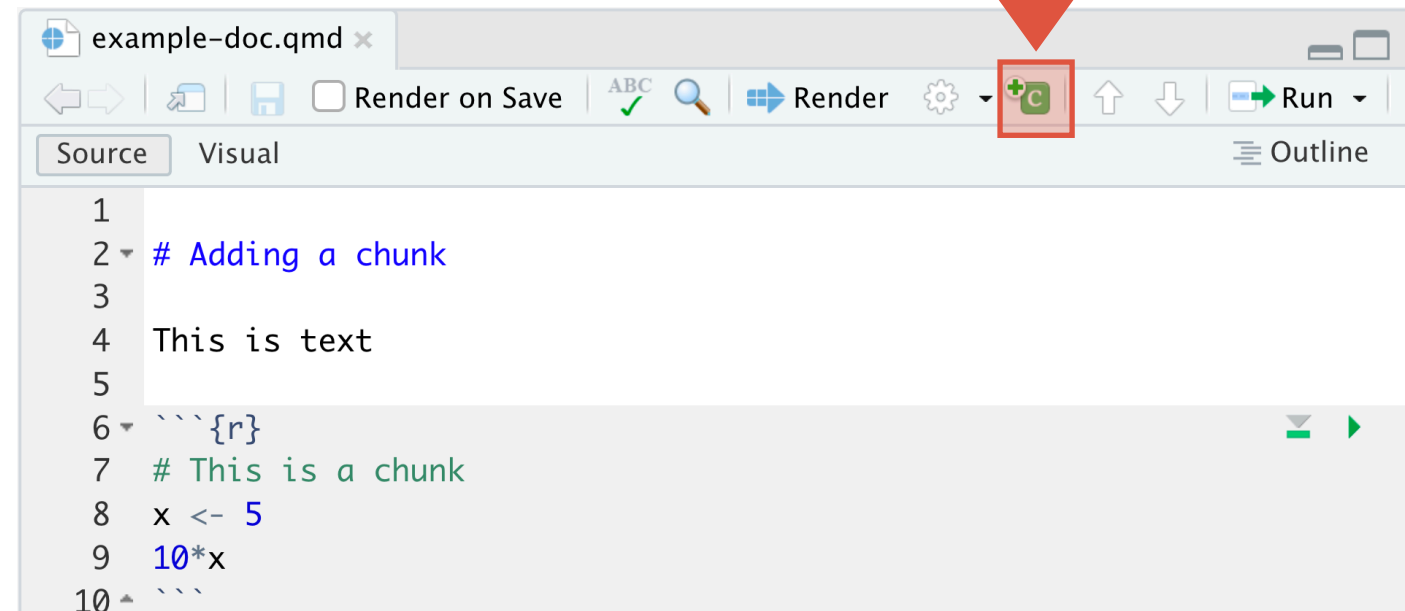 example-doc.qmd
Render on Save ABC Render C Run
Source Visual Outline
1
2 # Adding a chunk
3
4 This is text
5
6 ```{r}
7 # This is a chunk
8 x <- 5
9 10*x
10 ```